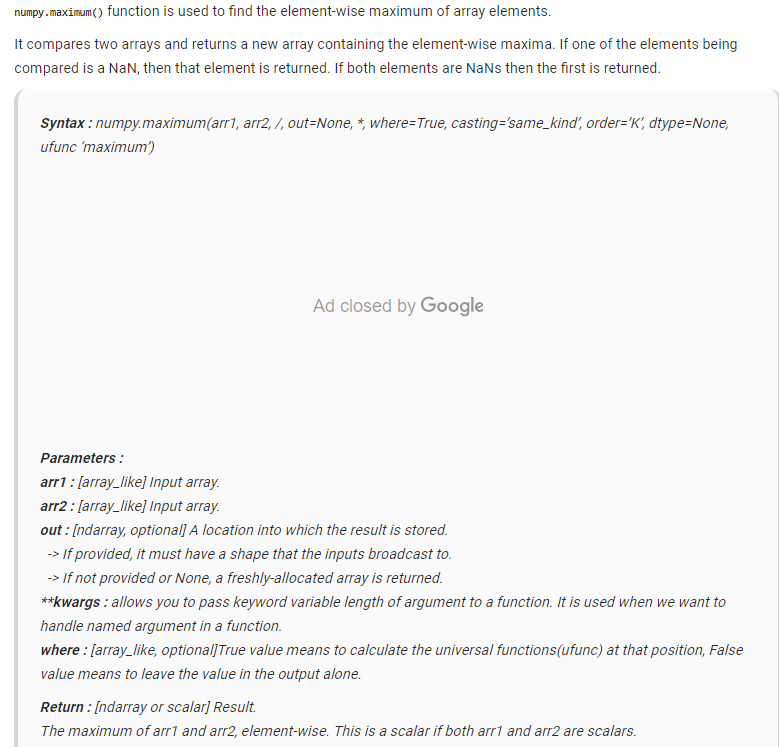 numpy.maximum() function is used to find the element-wise maximum of array elements.
It compares two arrays and returns a new array containing the element-wise maxima. If one of the elements being
compared is a NaN, then that element is returned. If both elements are NaNs then the first is returned.
Syntax : numpy.maximum(arr1, arr2, /, out=None, *, where=True, casting=’same_kind’, order=’K’, dtype=None,
ufunc ‘maximum’)
Ad closed by Google
Parameters :
arr1 : [array_like] Input array.
arr2 : [array_like] Input array.
out : [ndarray, optional] A location into which the result is stored.
-> If provided, it must have a shape that the inputs broadcast to.
-> If not provided or None, a freshly-allocated array is returned.
**kwargs : allows you to pass keyword variable length of argument to a function. It is used when we want to
handle named argument in a function.
where : [array_like, optional]True value means to calculate the universal functions(ufunc) at that position, False
value means to leave the value in the output alone.
Return : [ndarray or scalar] Result.
The maximum of arr1 and arr2, element-wise. This is a scalar if both arr1 and arr2 are scalars.